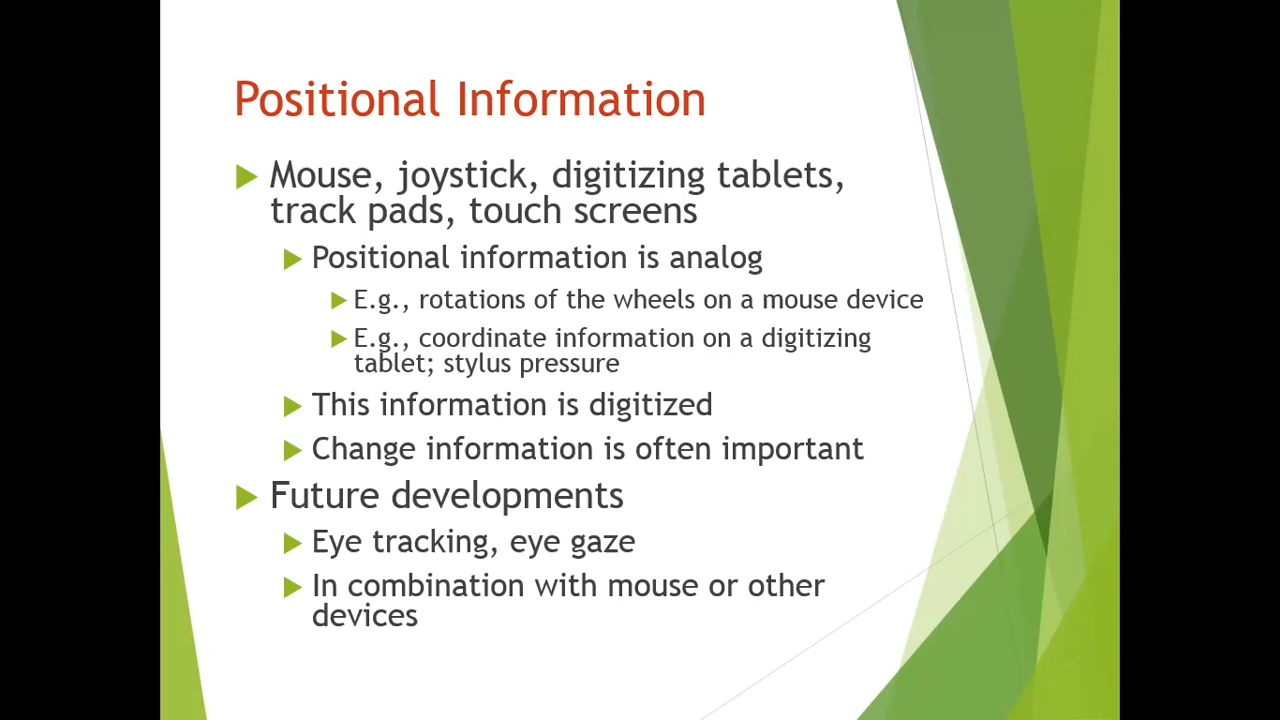 Positional Information
Mouse, joystick, digitizing tablets,
track pads, touch screens
Positional information is analog
E.g., rotations of the wheels on a mouse device
E.g., coordinate information on a digitizing
tablet; stylus pressure
This information is digitized
Change information is often important
Future developments
Eye tracking, eye gaze
In combination with mouse or other
devices